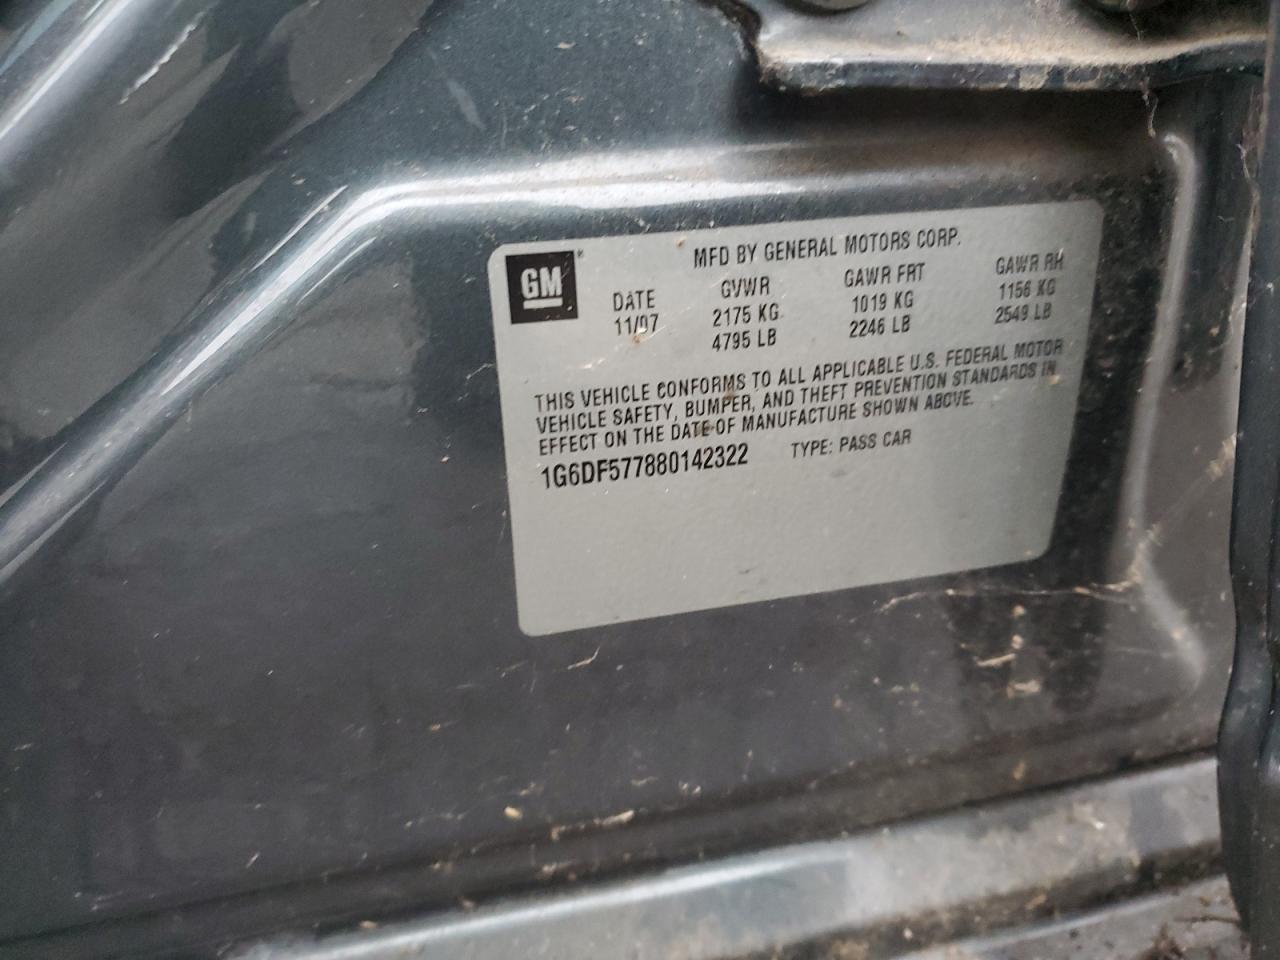 GM®
MFD BY GENERAL MOTORS CORP.
DATE GVWR GAWR FRT GAWR RH
11/07 2175 KG 1019 KG 1156 KG
4795 LB 2246 LB 2549 LB
THIS VEHICLE CONFORMS TO ALL APPLICABLE U.S. FEDERAL MOTOR
VEHICLE SAFETY, BUMPER, AND THEFT PREVENTION STANDARDS IN
EFFECT ON THE DATE OF MANUFACTURE SHOWN ABOVE.
1G6DF577880142322 TYPE: PASS CAR